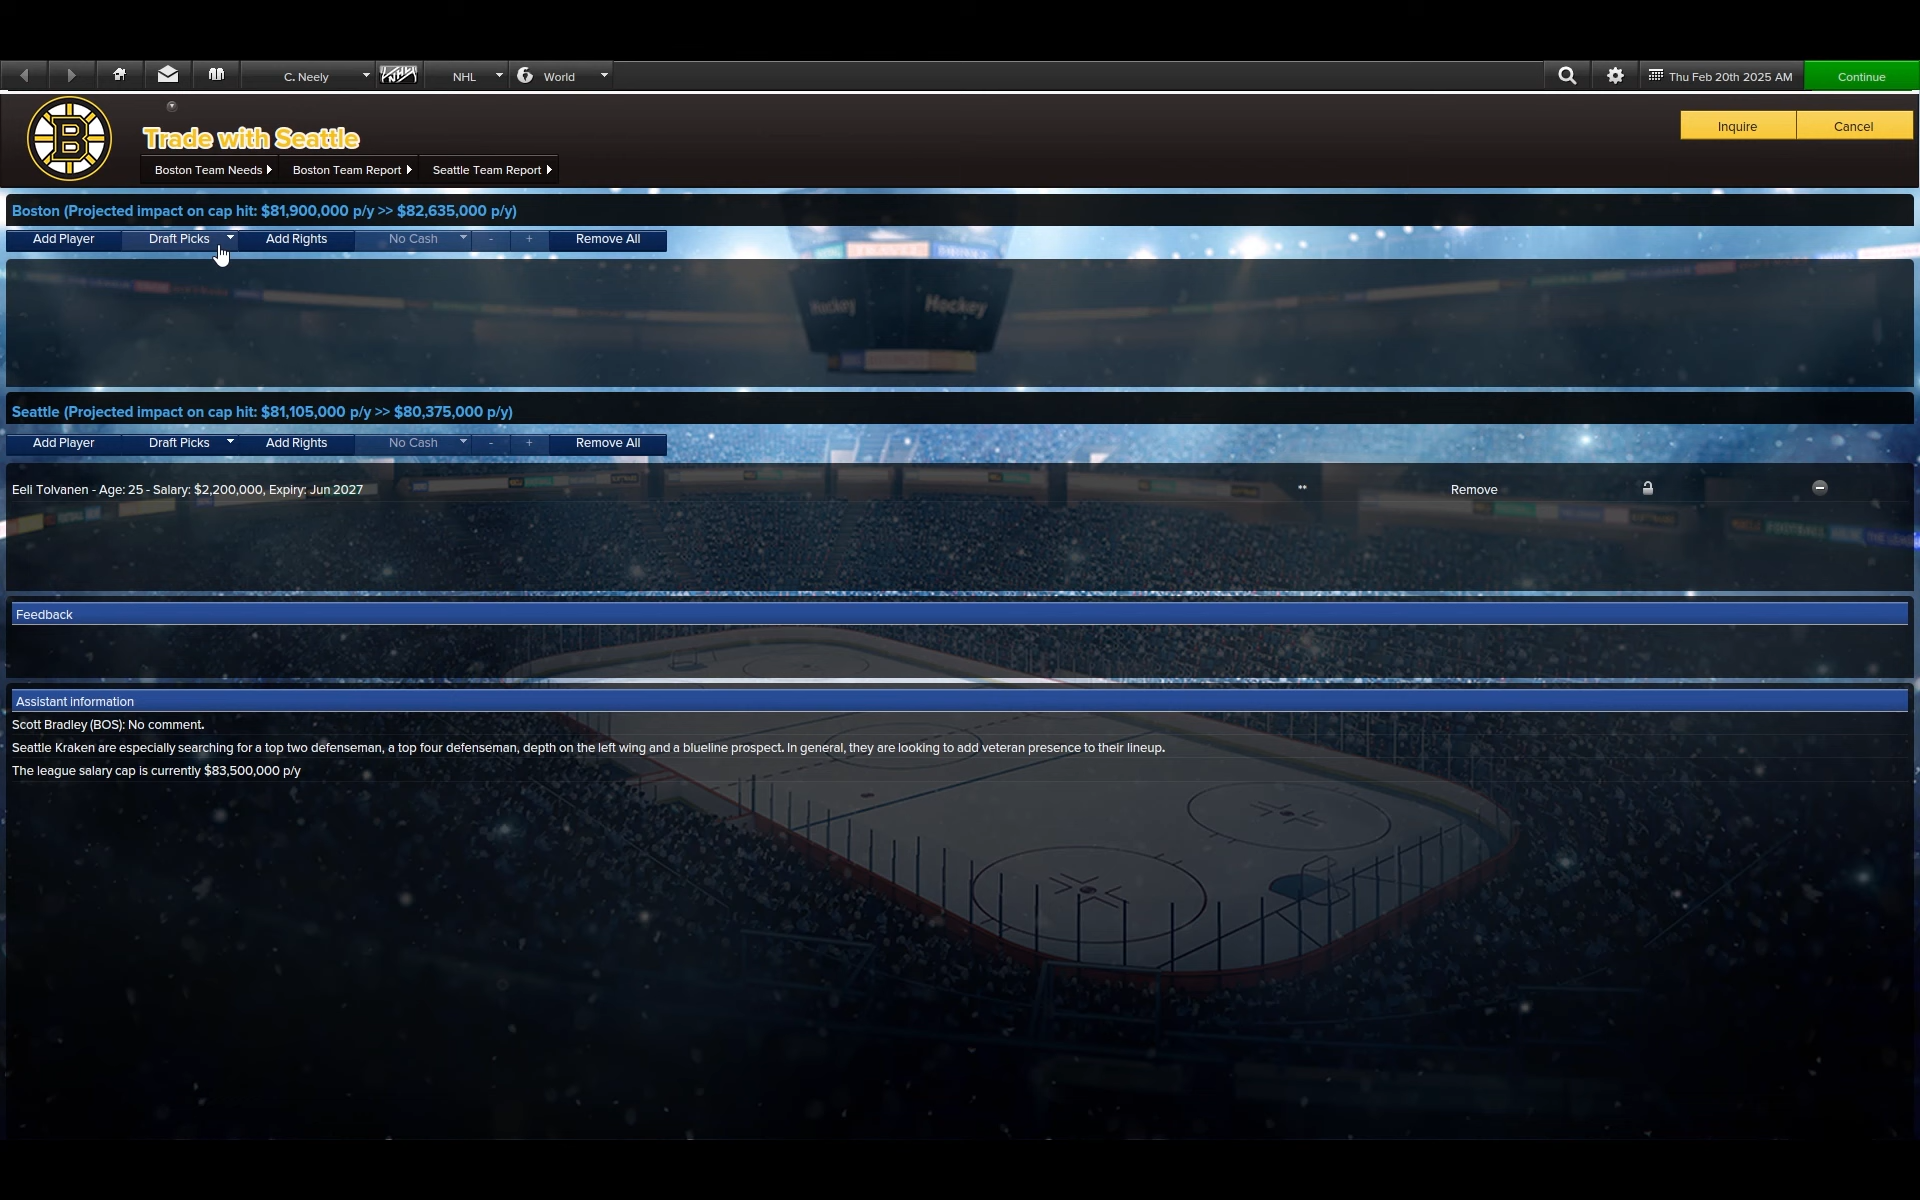 C. Neely
NHL
World
Thu Feb 20th 2025 AM
Continue
B
Trade with Seattle
Inquire
Cancel
Boston Team Needs
Boston Team Report
Seattle Team Report
Boston (Projected impact on cap hit: $81,900,000 p/y >> $82,635,000 p/y)
Add Player
Draft Picks
Add Rights
No Cash
-
+
Remove All
Hockey
Hockey
Seattle (Projected impact on cap hit: $81,105,000 p/y >> $80,375,000 p/y)
Add Player
Draft Picks
Add Rights
No Cash
-
+
Remove All
Eeli Tolvanen - Age: 25 - Salary: $2,200,000, Expiry: Jun 2027
**
Remove
Feedback
Assistant information
Scott Bradley (BOS): No comment.
Seattle Kraken are especially searching for a top two defenseman, a top four defenseman, depth on the left wing and a blueline prospect. In general, they are looking to add veteran presence to their lineup.
The league salary cap is currently $83,500,000 p/y